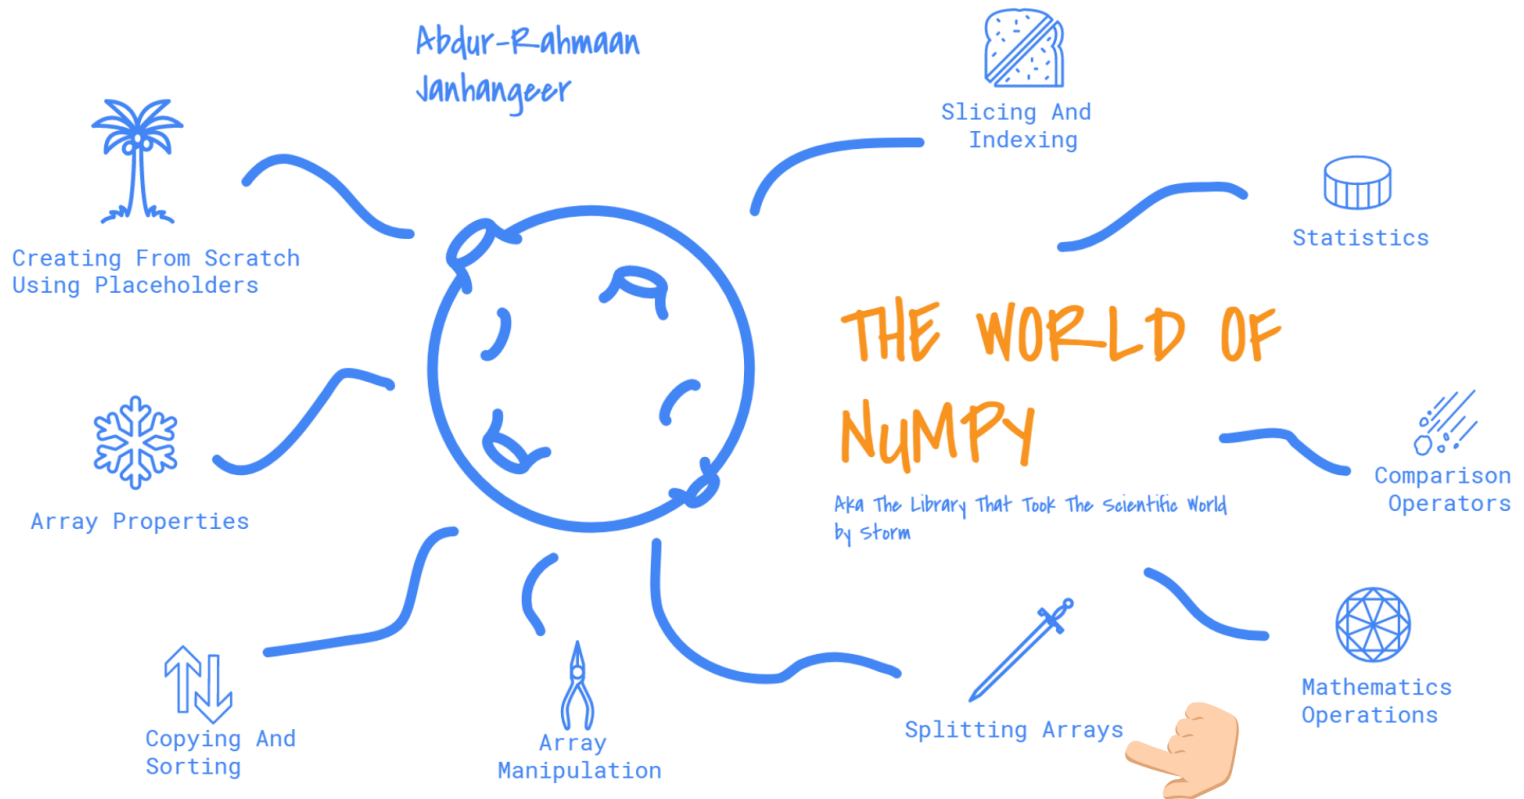 Abdur-Rahmaan
Janhangeer
Slicing And
Indexing
Statistics
Creating From Scratch
Using Placeholders
THE WORLD OF
NUMPY
Aka The Library That Took The Scientific World
by Storm
Comparison
Operators
Array Properties
Mathematics
Operations
Splitting Arrays
Copying And
Sorting
Array
Manipulation